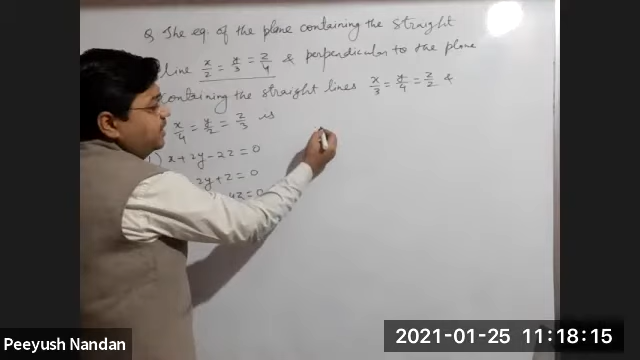 Q The eq. of the plane containing the straight
line x/2 = y/3 = z/4 & perpendicular to the plane
containing the straight lines x/3 = y/4 = z/2 &
x/4 = y/2 = z/3 is
) x + 2y - 2z = 0
2y + z = 0
4z = 0
Peeyush Nandan
2021-01-25 11:18:15